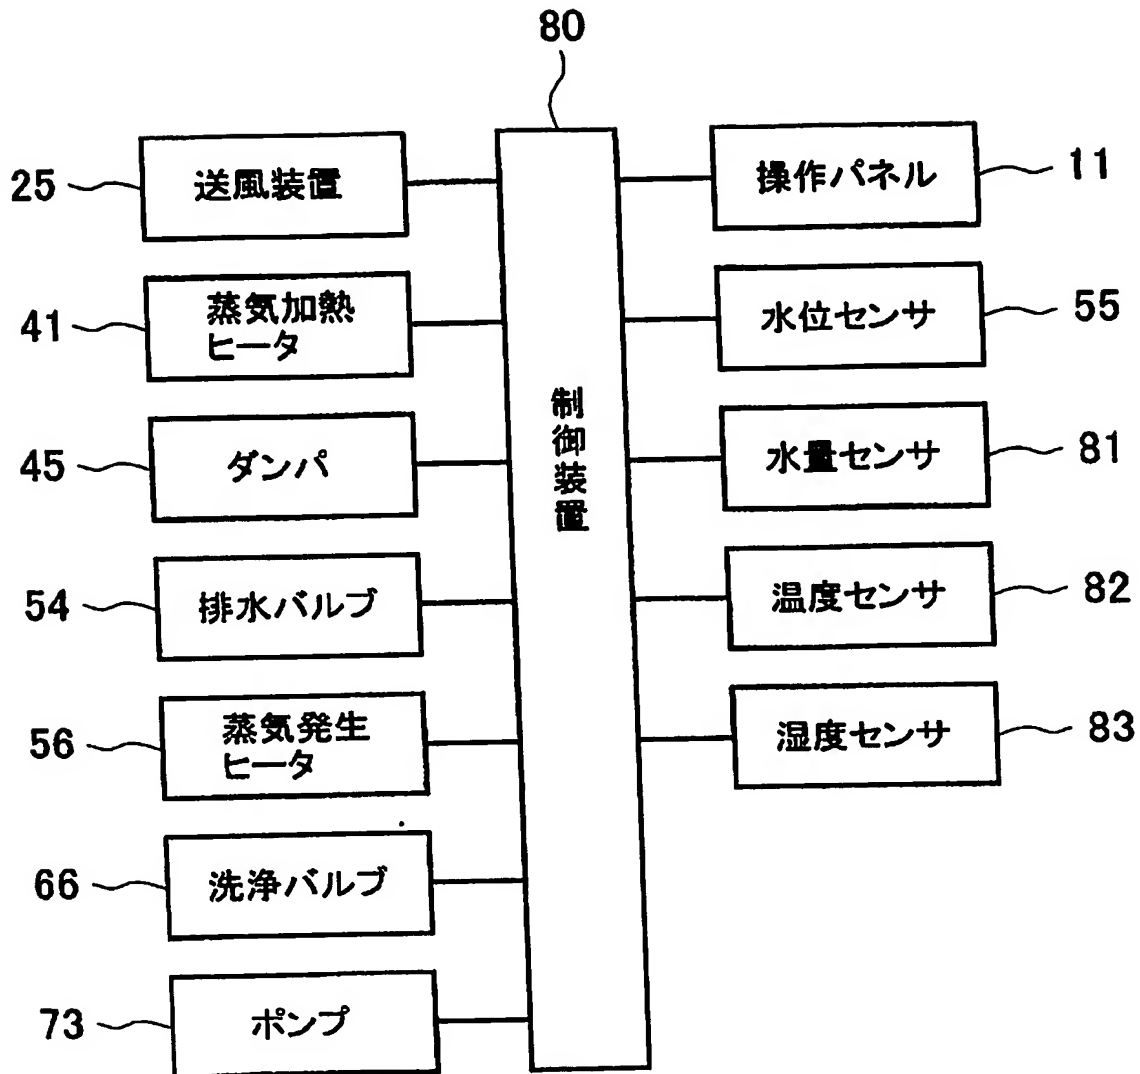 80
25
送風装置
操作パネル
11
41
蒸気加熱
ヒータ
水位センサ
55
45
ダンパ
制御装置
水量センサ
81
54
排水バルブ
温度センサ
82
56
蒸気発生
ヒータ
湿度センサ
83
66
洗浄バルブ
73
ポンプ